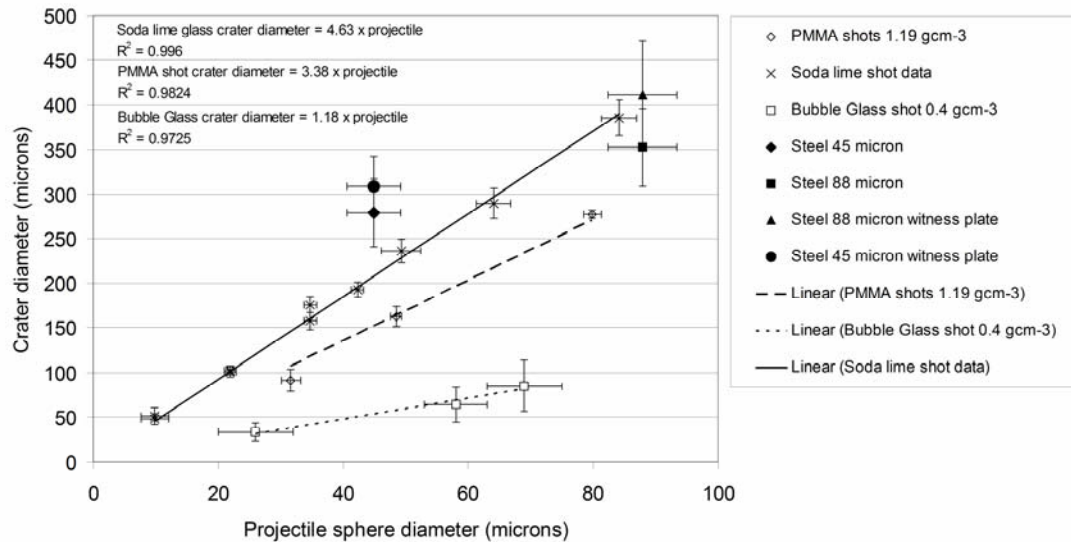 Soda lime glass crater diameter = 4.63 x projectile
R² = 0.996
PMMA shot crater diameter = 3.38 x projectile
R² = 0.9824
Bubble Glass crater diameter = 1.18 x projectile
R² = 0.9725
Crater diameter (microns)
500
450
400
350
300
250
200
150
100
50
0
0 20 40 60 80 100
Projectile sphere diameter (microns)
PMMA shots 1.19 gcm-3
Soda lime shot data
Bubble Glass shot 0.4 gcm-3
Steel 45 micron
Steel 88 micron
Steel 88 micron witness plate
Steel 45 micron witness plate
Linear (PMMA shots 1.19 gcm-3)
Linear (Bubble Glass shot 0.4 gcm-3)
Linear (Soda lime shot data)